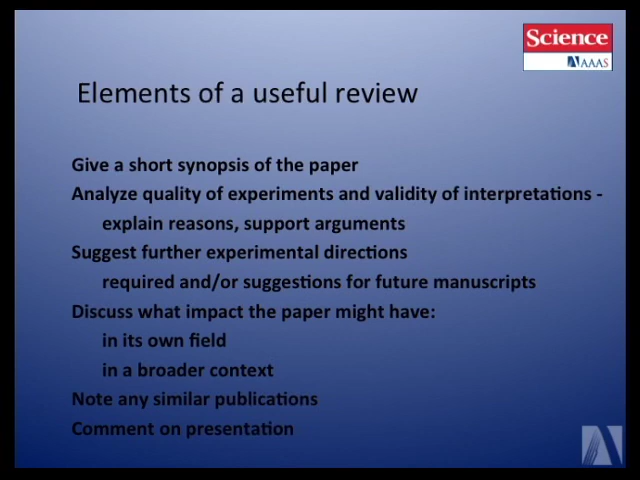 Science
AAAS
Elements of a useful review
Give a short synopsis of the paper
Analyze quality of experiments and validity of interpretations -
explain reasons, support arguments
Suggest further experimental directions
required and/or suggestions for future manuscripts
Discuss what impact the paper might have:
in its own field
in a broader context
Note any similar publications
Comment on presentation